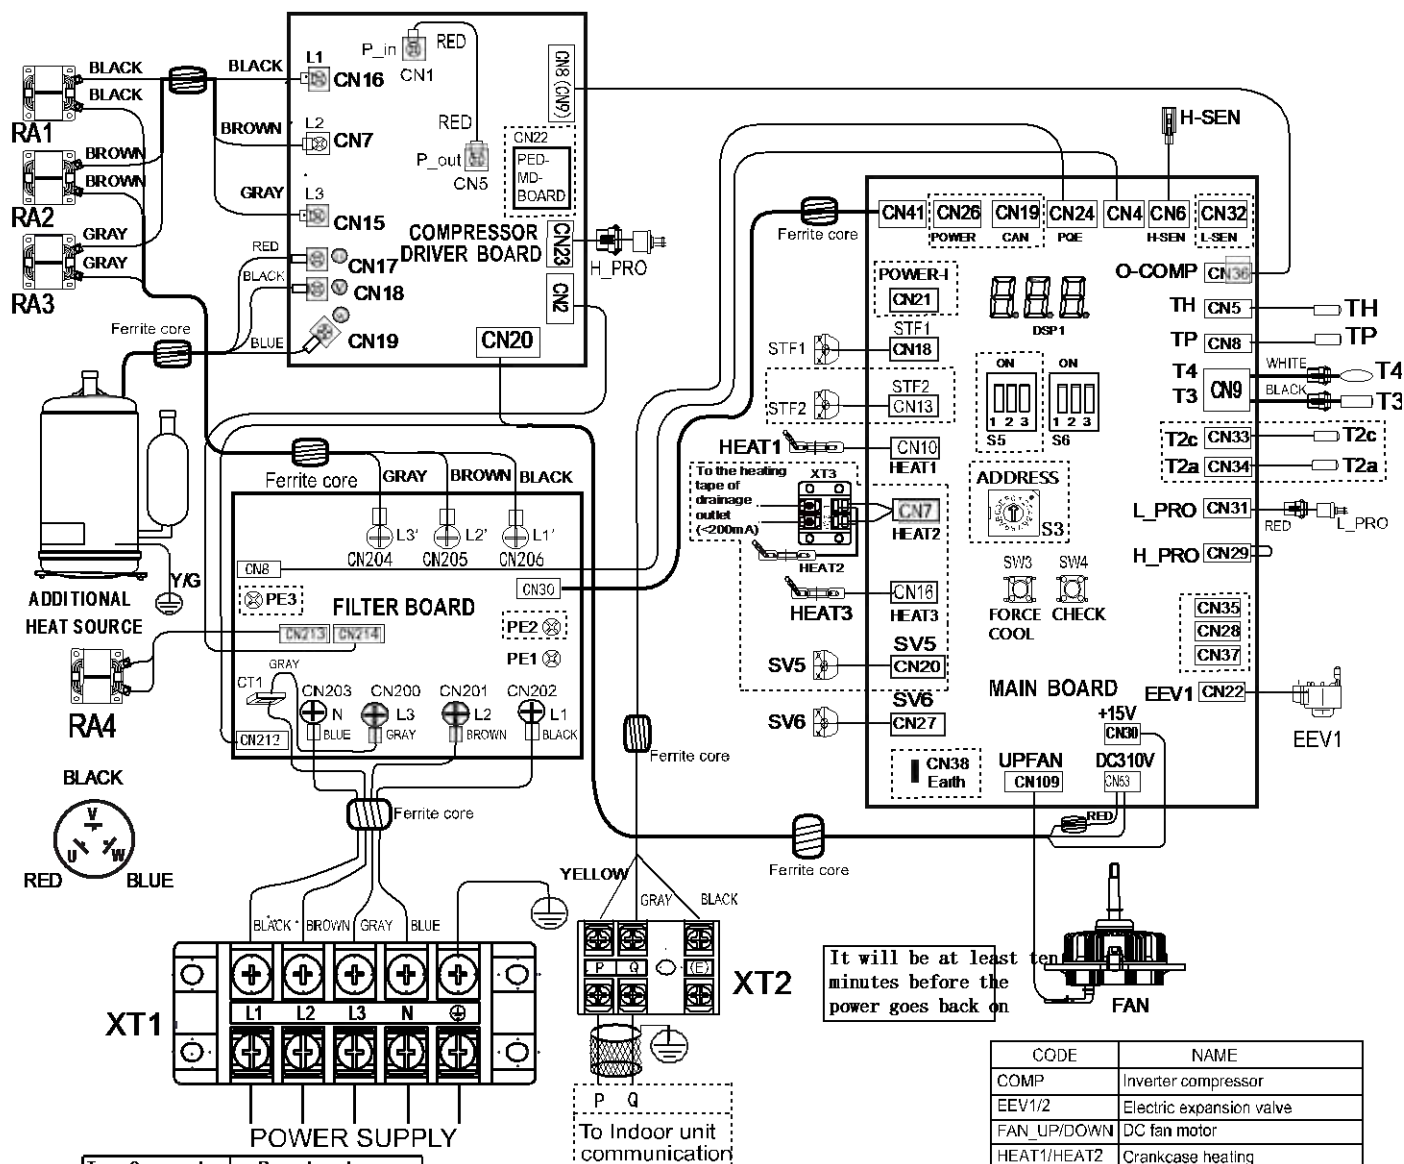 BLACK
BLACK
RA1
BROWN
BROWN
RA2
GRAY
GRAY
RA3
BLACK
L1
CN16
BROWN
L2
CN7
GRAY
L3
CN15
RED
CN17
BLACK
CN18
BLUE
CN19
P_in
CN1
RED
RED
P_out
CN5
CN8 (CN9)
CN22
PED-
MD-
BOARD
COMPRESSOR
DRIVER BOARD
CN23
H_PRO
CN2
CN20
Ferrite core
Ferrite core
Ferrite core
ADDITIONAL
HEAT SOURCE
Y/G
RA4
GRAY
BROWN
BLACK
L3'
L2'
L1'
CN204
CN205
CN206
CN8
CN30
PE3
FILTER BOARD
PE2
PE1
CN213
CN214
GRAY
CT1
CN203
CN200
CN201
CN202
N
L3
L2
L1
BLUE
GRAY
BROWN
BLACK
CN212
Ferrite core
BLACK
V
U
W
RED
BLUE
BLACK
BROWN
GRAY
BLUE
XT1
L1
L2
L3
N
POWER SUPPLY
Ferrite core
YELLOW
GRAY
BLACK
P
Q
(E)
XT2
P
Q
To Indoor unit
communication
Ferrite core
H-SEN
CN41
CN26
CN19
CN24
CN4
CN6
CN32
POWER
CAN
PQE
H-SEN
L-SEN
POWER-I
CN21
DSP1
O-COMP
CN36
TH
CN5
TH
TP
CN8
TP
T4
T3
CN9
WHITE
T4
BLACK
T3
T2c
CN33
T2c
T2a
CN34
T2a
L_PRO
CN31
RED
L_PRO
H_PRO
CN29
STF1
STF1
CN18
STF2
STF2
CN13
ON
ON
1 2 3
1 2 3
S5
S6
HEAT1
CN10
HEAT1
To the heating
tape of
drainage
outlet
(<200mA)
XT3
CN7
HEAT2
HEAT2
ADDRESS
S3
HEAT3
CN16
HEAT3
SW3
SW4
FORCE
COOL
CHECK
CN35
CN28
CN37
SV5
SV5
CN20
MAIN BOARD
EEV1
CN22
EEV1
SV6
SV6
CN27
+15V
CN30
CN38
Earth
UPFAN
CN109
DC310V
CN53
RED
FAN
It will be at least ten
minutes before the
power goes back on
CODE NAME
COMP Inverter compressor
EEV1/2 Electric expansion valve
FAN_UP/DOWN DC fan motor
HEAT1/HEAT2 Crankcase heating